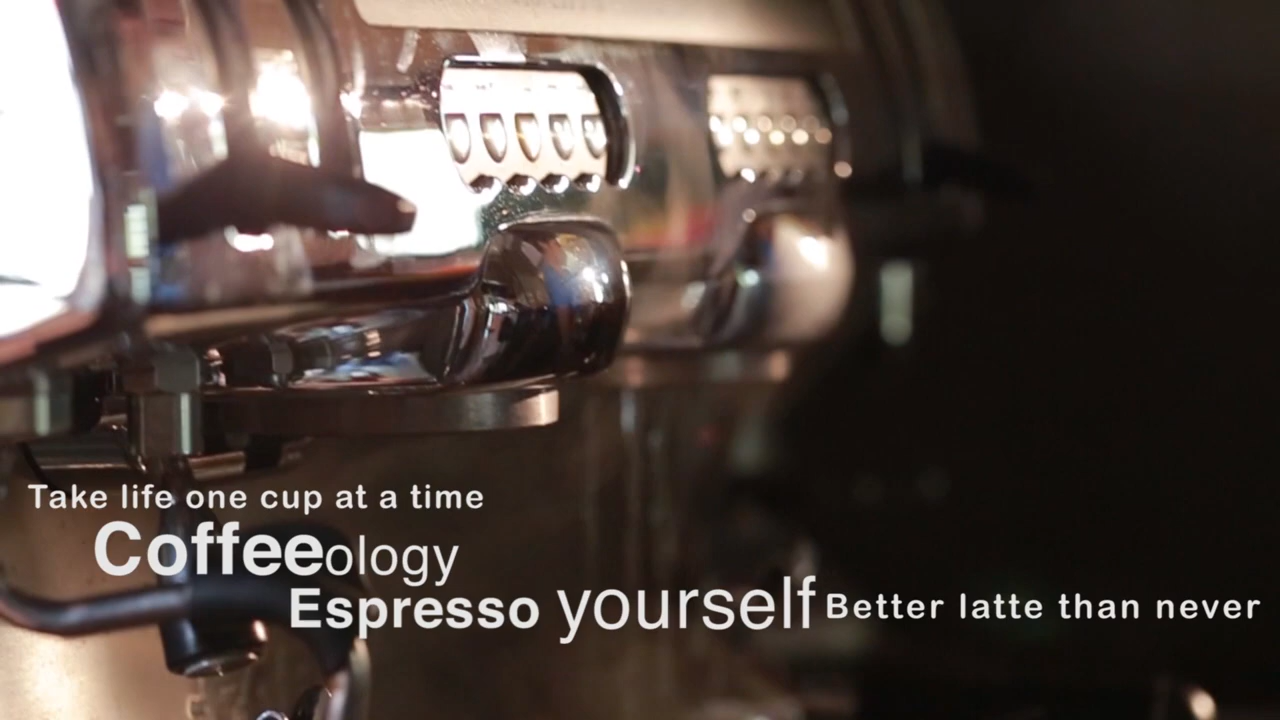 Take life one cup at a time
Coffeeology
Espresso yourself Better latte than never